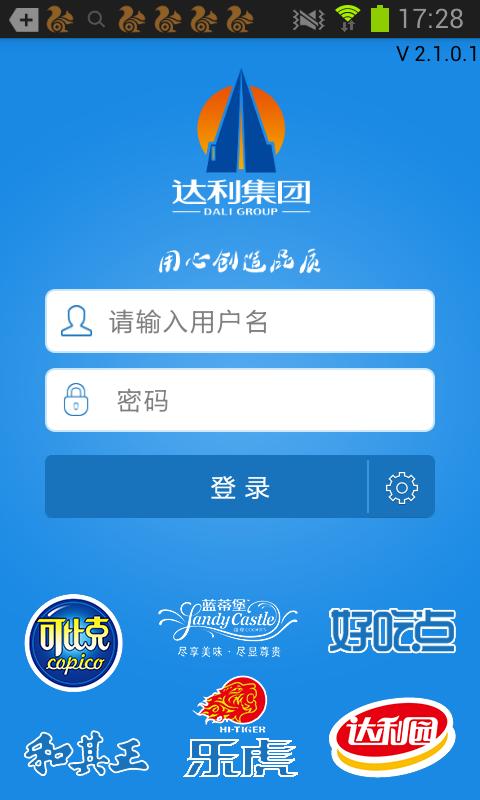 17:28
V 2.1.0.1
达利集团
DALI GROUP
用心创造品质
请输入用户名
密码
登录
可比克
copico
蓝蒂堡
Landy Castle
尽享美味·尽显尊贵
好吃点
和其正
HI-TIGER
乐虎
达利园